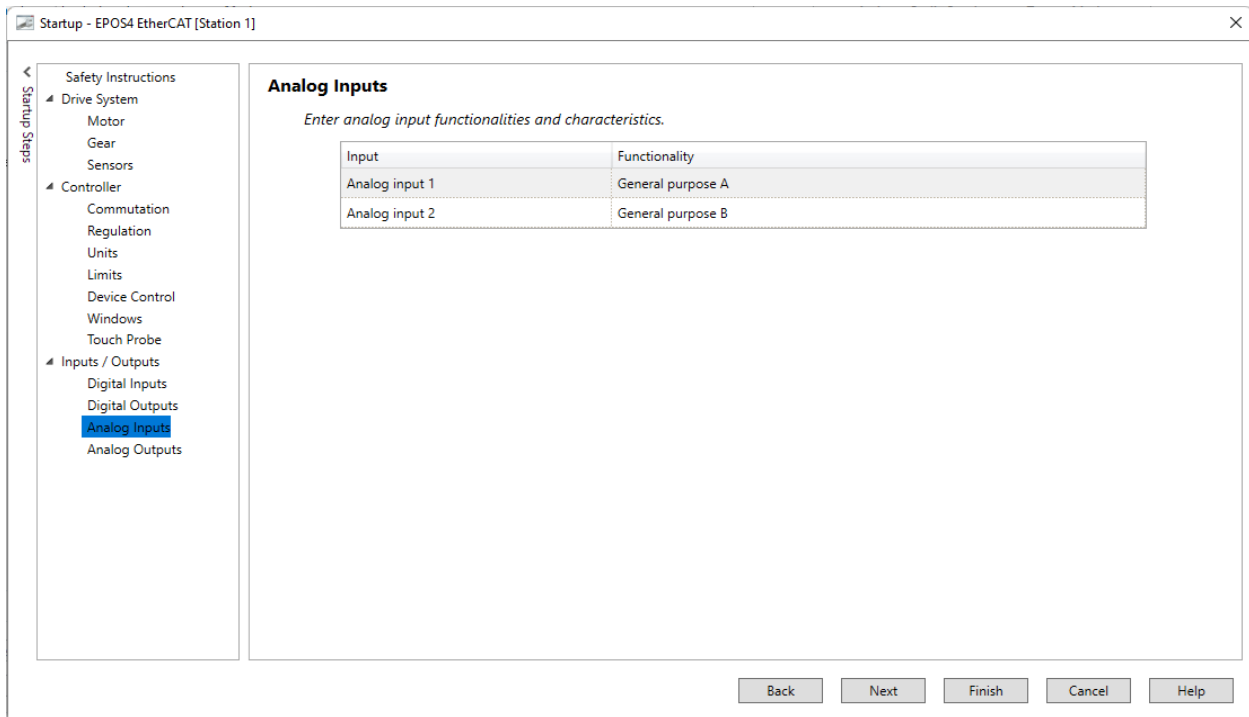 Startup - EPOS4 EtherCAT [Station 1]
Startup Steps
Safety Instructions
Drive System
Motor
Gear
Sensors
Controller
Commutation
Regulation
Units
Limits
Device Control
Windows
Touch Probe
Inputs / Outputs
Digital Inputs
Digital Outputs
Analog Inputs
Analog Outputs
Analog Inputs
Enter analog input functionalities and characteristics.
Input Functionality
Analog input 1 General purpose A
Analog input 2 General purpose B
Back Next Finish Cancel Help